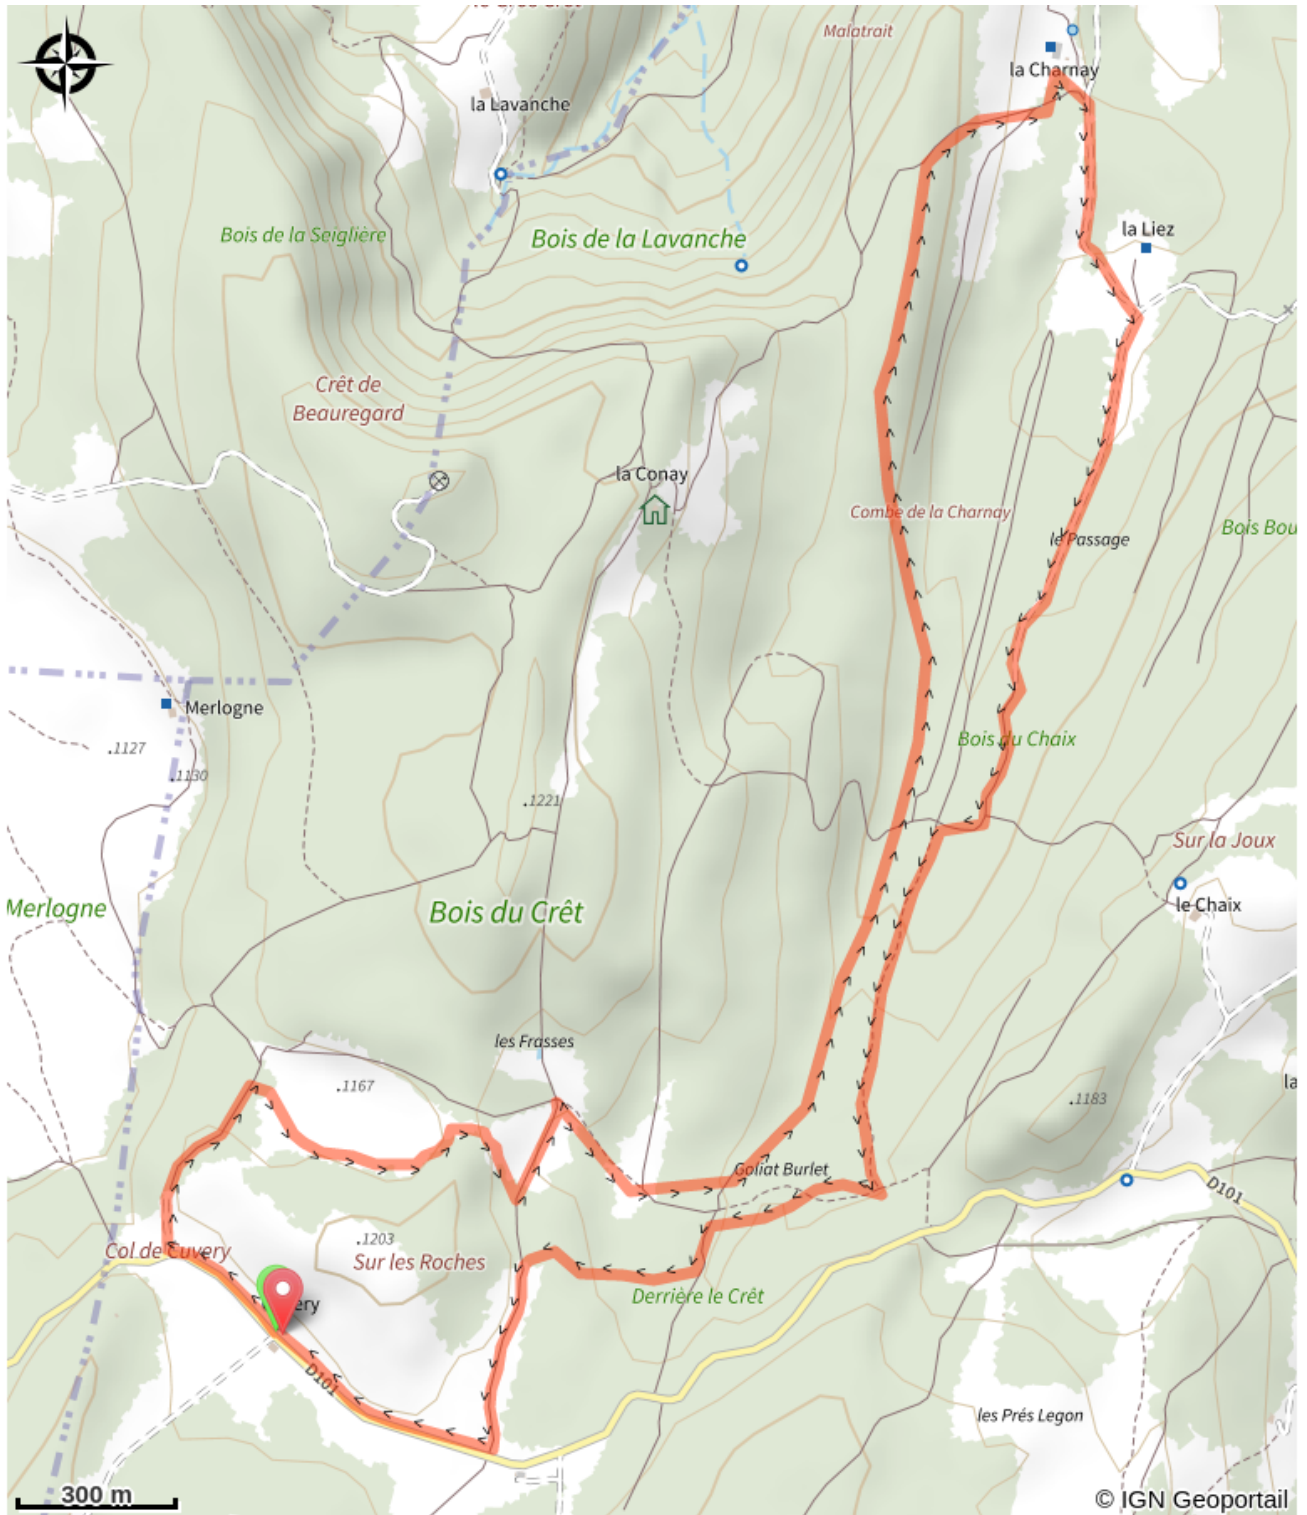 Malatrait
la Charnay
la Lavanche
la Liez
Bois de la Seiglière
Bois de la Lavanche
Crêt de
Beauregard
la Conay
Combe de la Charnay
le Passage
Merlogne
.1127
.1130
Bois du Chaix
.1221
Sur la Joux
Merlogne
Bois du Crêt
le Chaix
les Frasses
.1167
.1183
Goliat Burlet
D101
Col de Cuvery
.1203
Sur les Roches
Derrière le Crêt
D101
les Prés Legon
300 m
© IGN Geoportail